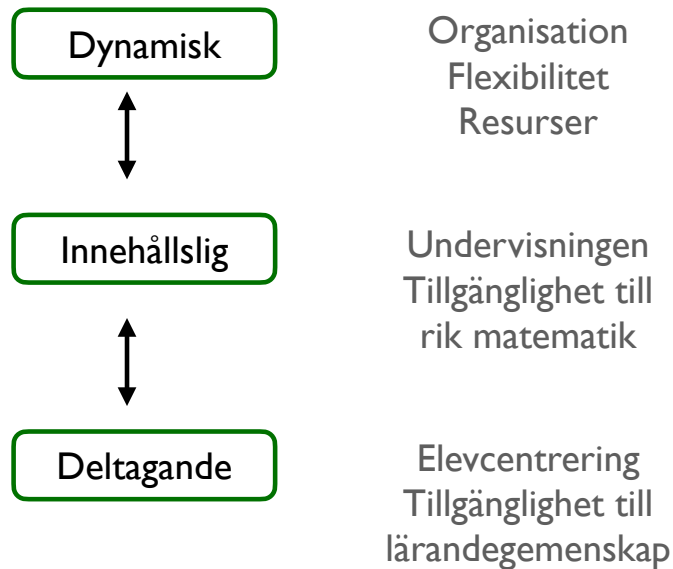 Dynamisk
Organisation
Flexibilitet
Resurser
Innehållslig
Undervisningen
Tillgänglighet till
rik matematik
Deltagande
Elevcentrering
Tillgänglighet till
lärandegemenskap